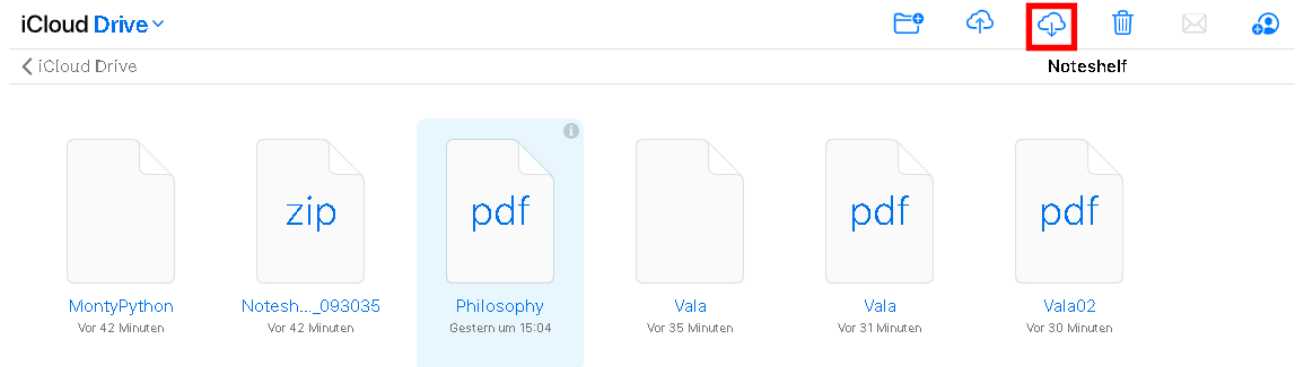 iCloud Drive
iCloud Drive
Noteshelf
zip
pdf
pdf
pdf
MontyPython
Notesh..._093035
Philosophy
Vala
Vala
Vala02
Vor 42 Minuten
Vor 42 Minuten
Gestern um 15:04
Vor 35 Minuten
Vor 31 Minuten
Vor 30 Minuten